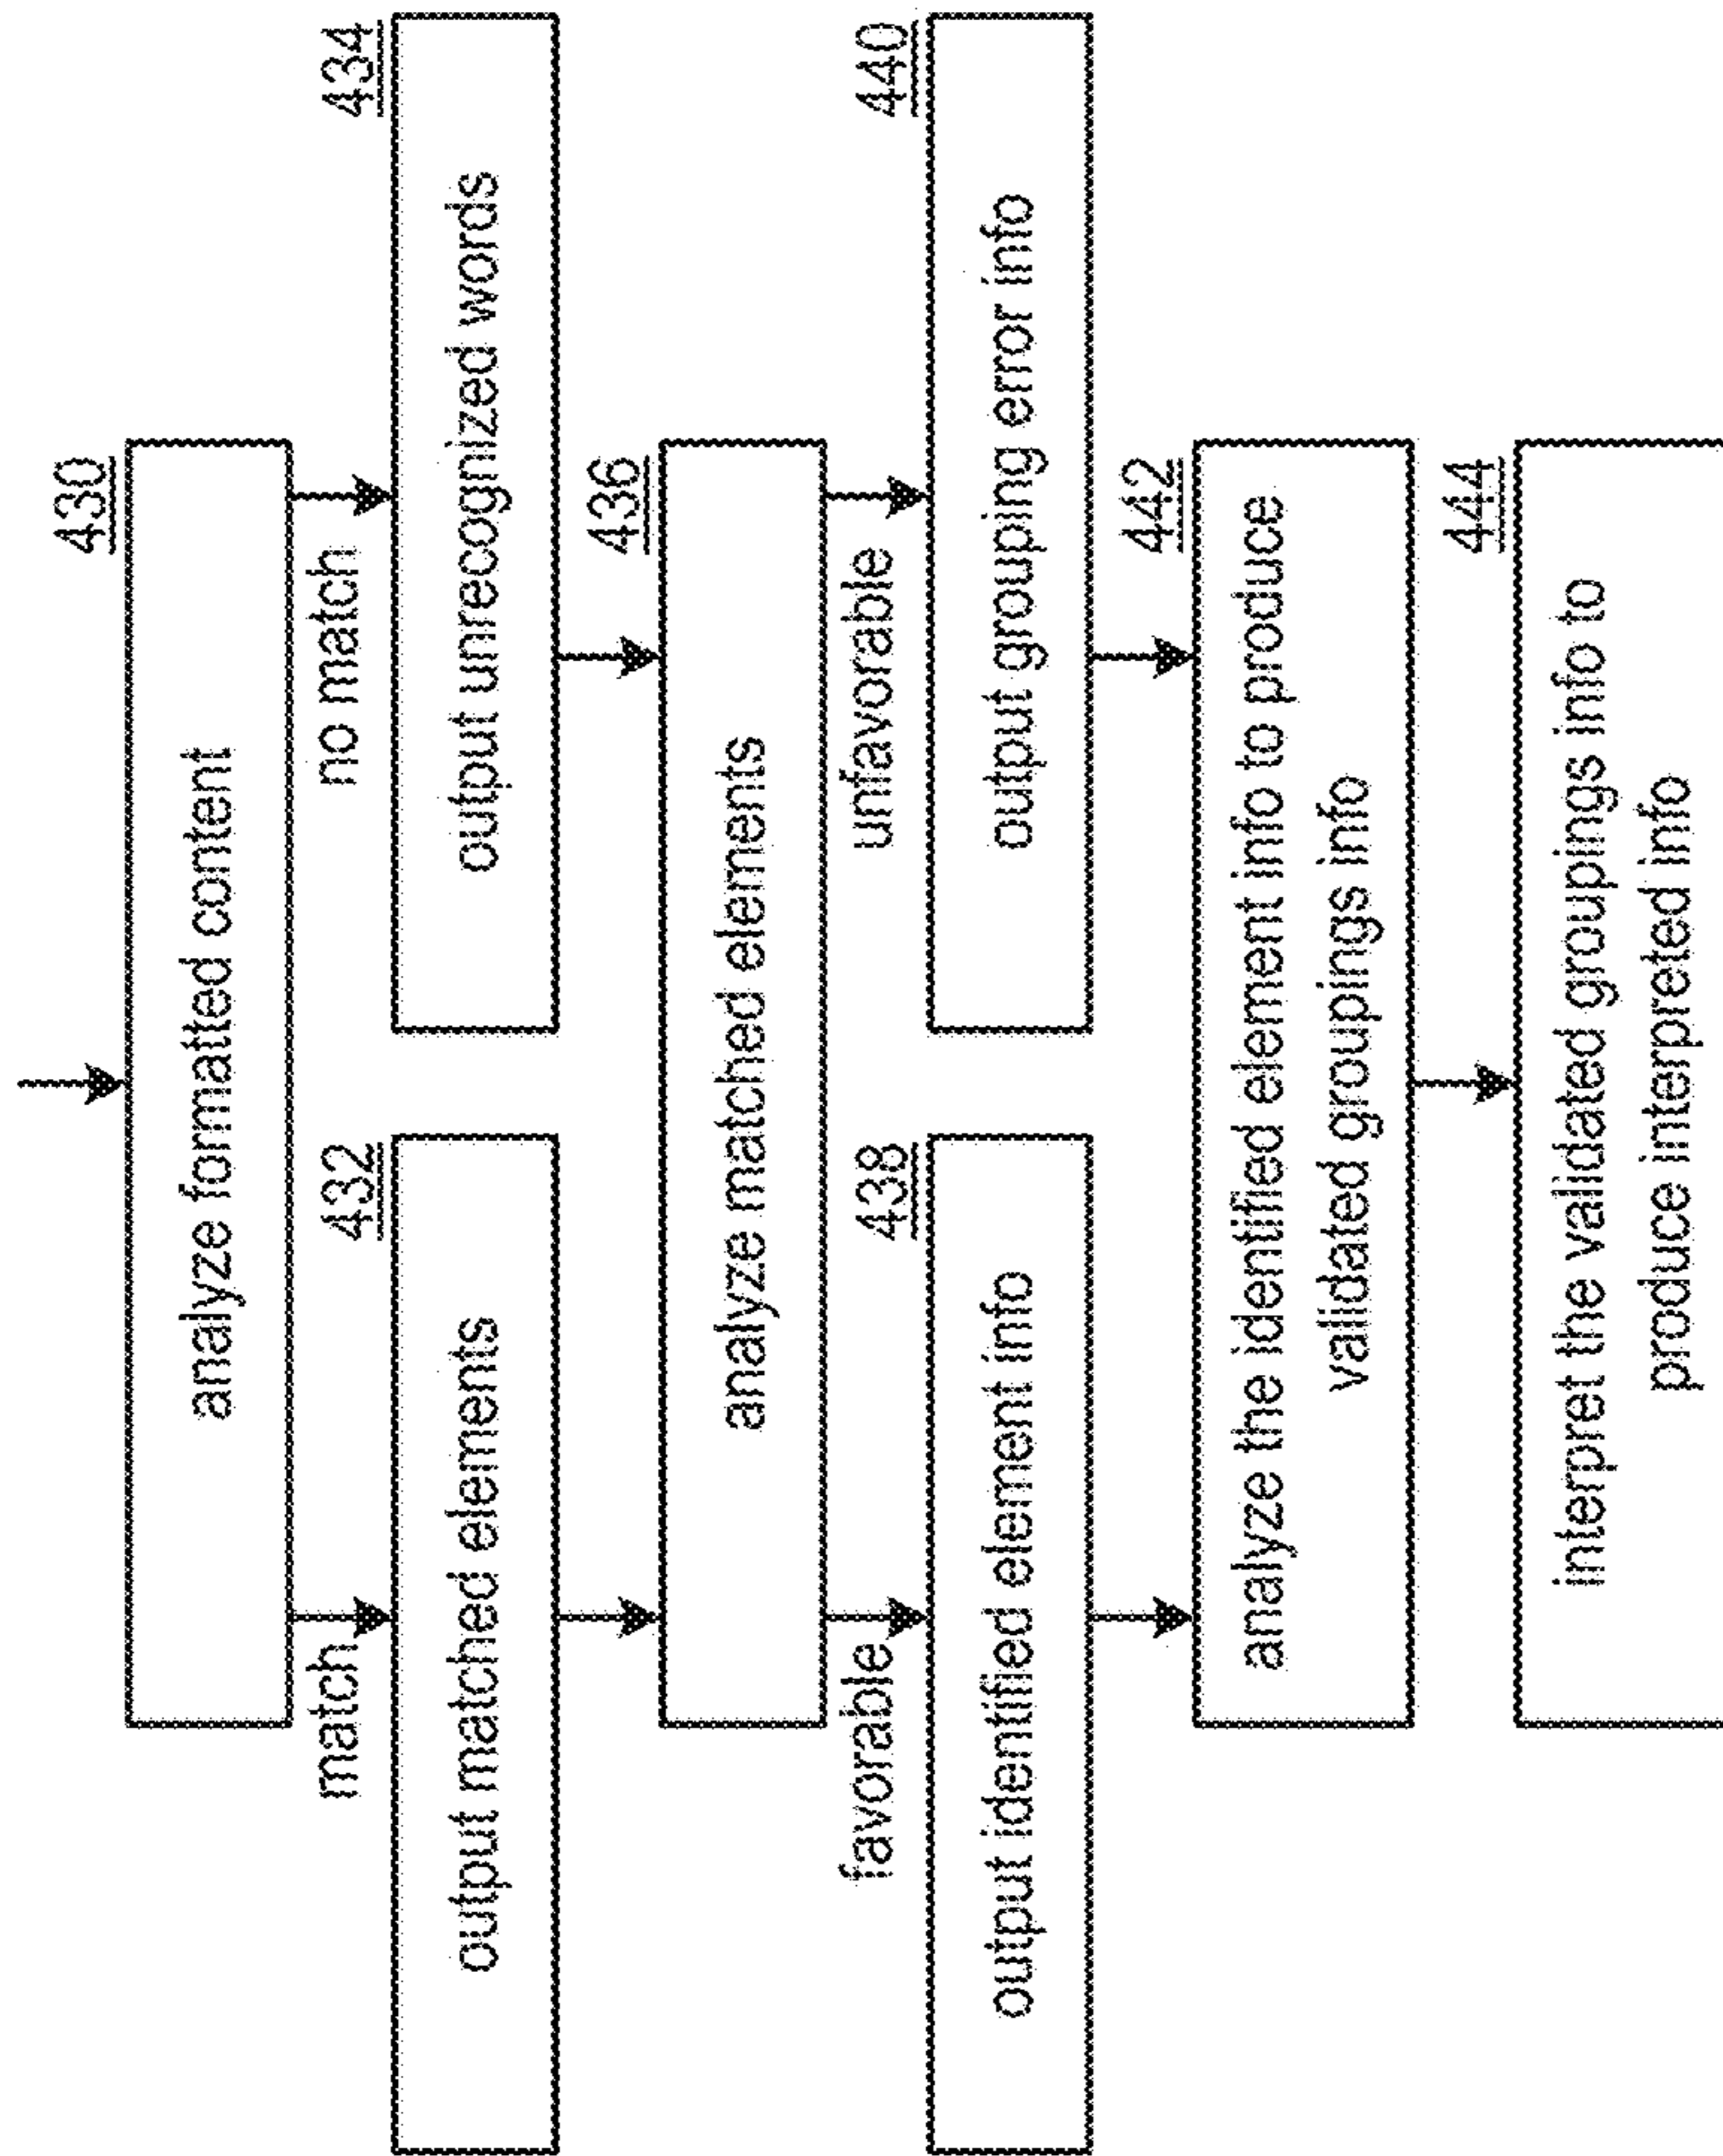 430
analyze formatted content
match
no match
432
output matched elements
434
output unrecognized words
436
analyze matched elements
favorable
unfavorable
438
output identified element info
440
output grouping error info
442
analyze the identified element info to produce
validated groupings info
444
interpret the validated groupings info to
produce interpreted info